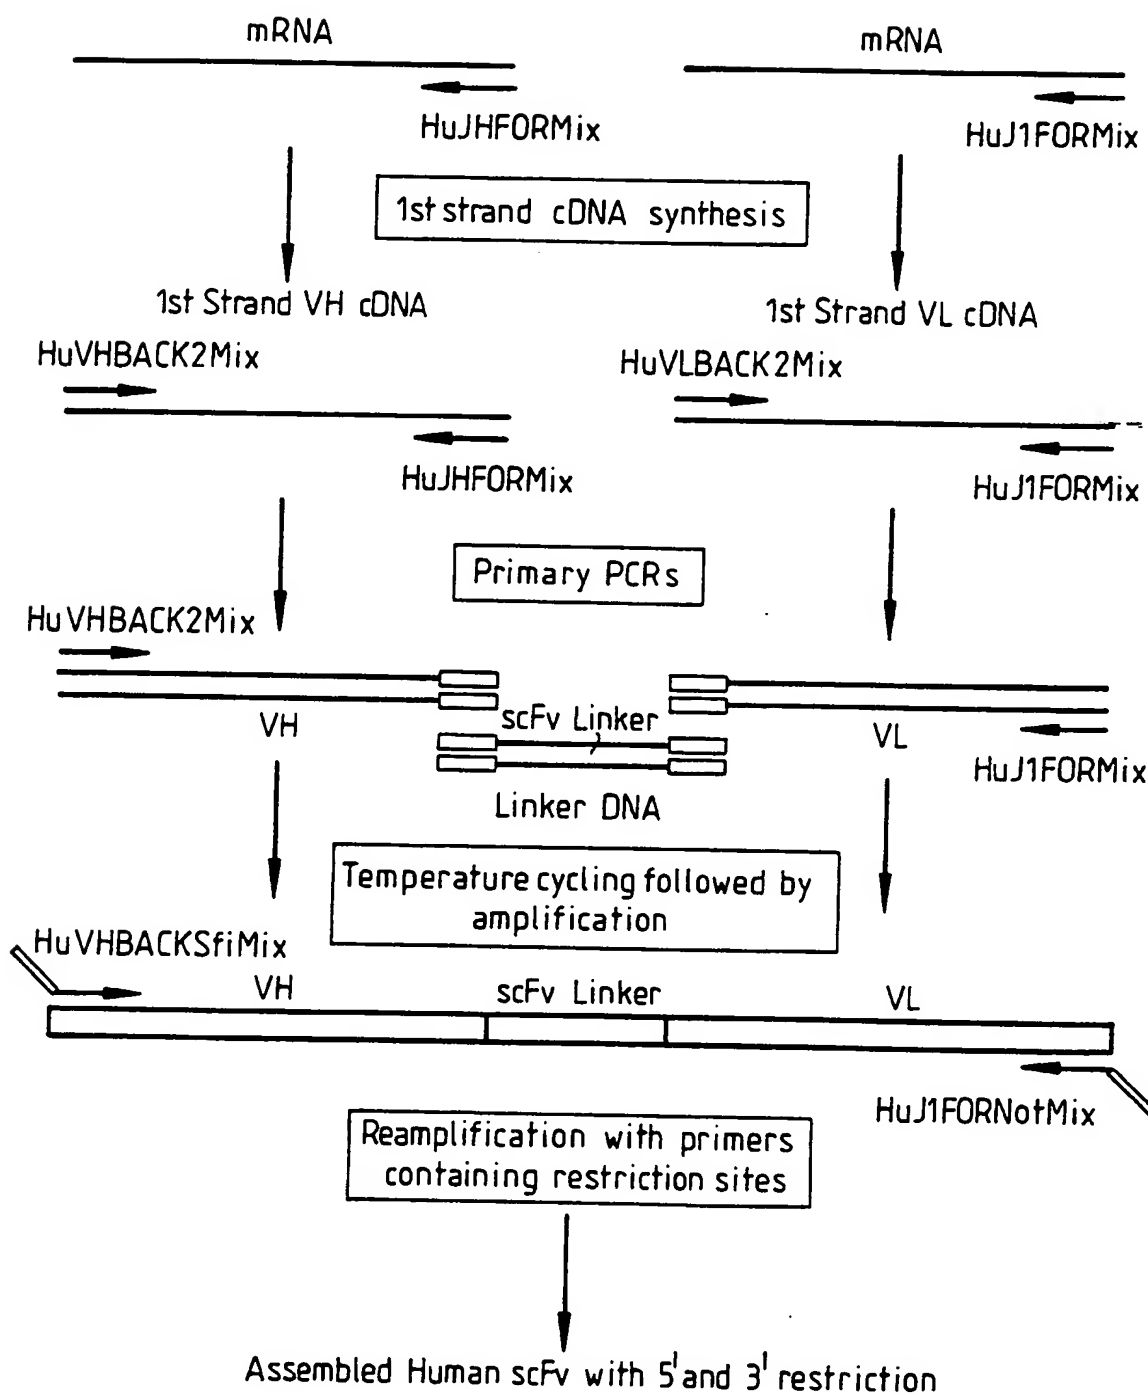 mRNA
mRNA
HuJHFORMix
HuJ1FORMix
1st strand cDNA synthesis
1st Strand VH cDNA
1st Strand VL cDNA
HuVHBACK2Mix
HuVLBACK2Mix
HuJHFORMix
HuJ1FORMix
Primary PCRs
HuVHBACK2Mix
VH
scFv Linker
VL
HuJ1FORMix
Linker DNA
Temperature cycling followed by
amplification
HuVHBACKSfiMix
VH
scFv Linker
VL
HuJ1FORNotMix
Reamplification with primers
containing restriction sites
Assembled Human scFv with 5' and 3' restriction